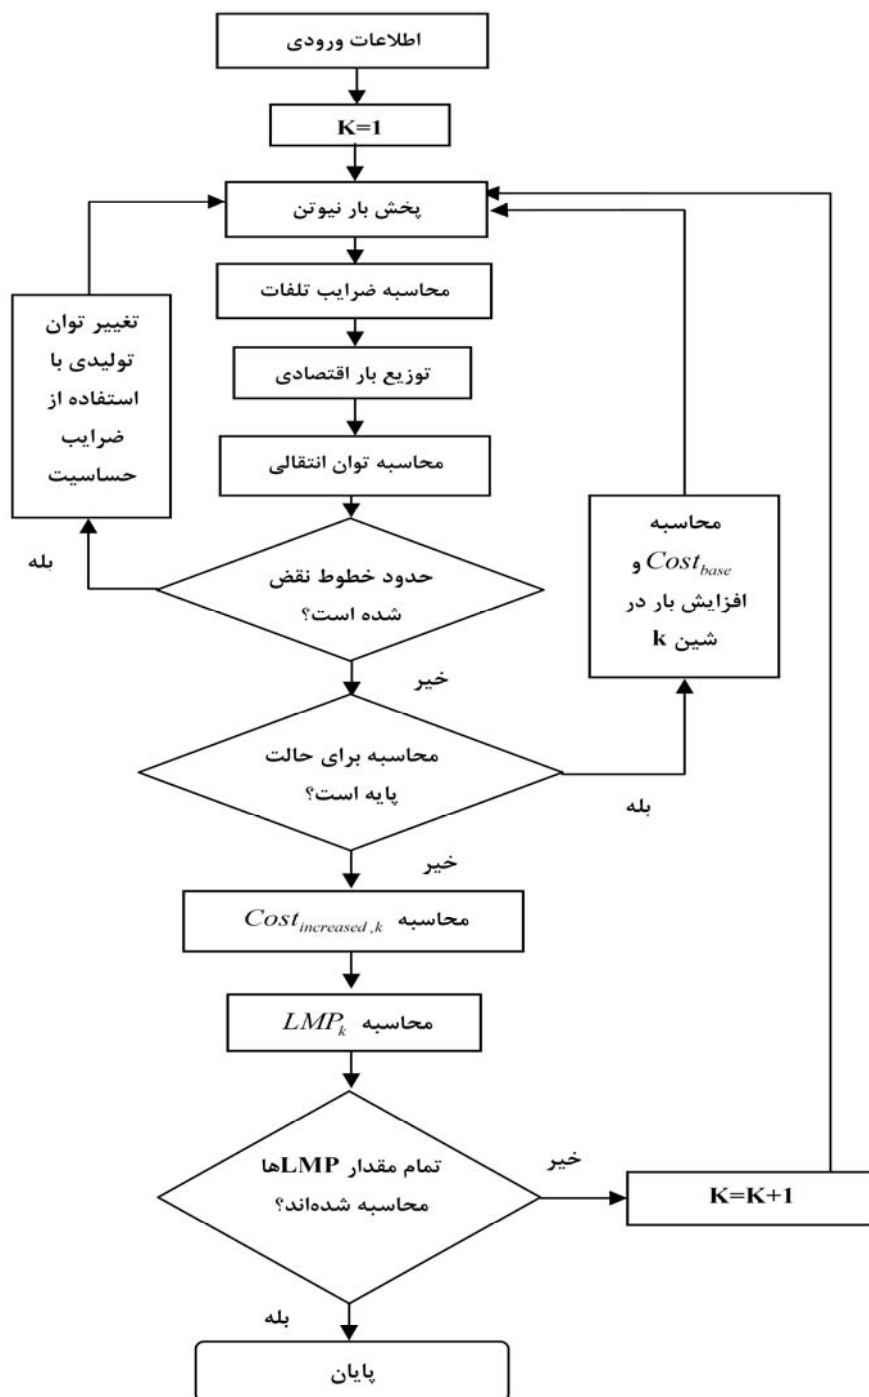 اطلاعات ورودی
K=1
پخش بار نیوتن
محاسبه ضرایب تلفات
توزیع بار اقتصادی
محاسبه توان انتقالی
تغییر توان
تولیدی با
استفاده از
ضرایب
حساسیت
بله
حدود خطوط نقض
شده است؟
خیر
محاسبه
Cost_base و
افزایش بار در
شین k
محاسبه برای حالت
پایه است؟
بله
خیر
محاسبه Cost_increased,k
محاسبه LMP_k
تمام مقدار LMPها
محاسبه شده‌اند؟
خیر
K=K+1
بله
پایان